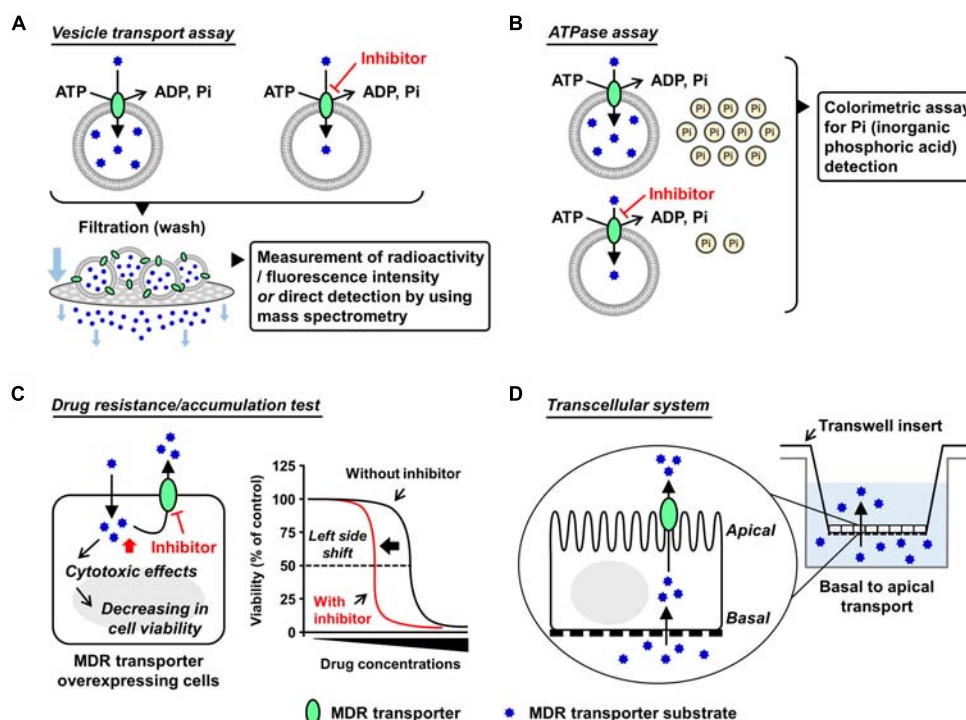 A
Vesicle transport assay
Inhibitor
ATP
ADP, Pi
ATP
ADP, Pi
Filtration (wash)
Measurement of radioactivity
/ fluorescence intensity
or direct detection by using
mass spectrometry
B
ATPase assay
ATP
ADP, Pi
Pi Pi Pi
Pi Pi Pi Pi
Pi Pi Pi
Inhibitor
ATP
ADP, Pi
Pi Pi
Colorimetric assay
for Pi (inorganic
phosphoric acid)
detection
C
Drug resistance/accumulation test
Inhibitor
Cytotoxic effects
Decreasing in
cell viability
MDR transporter
overexpressing cells
Viability (% of control)
125
100
75
50
25
0
Without inhibitor
Left side
shift
With
inhibitor
Drug concentrations
D
Transcellular system
Apical
Basal
Transwell insert
Basal to apical
transport
MDR transporter
MDR transporter substrate